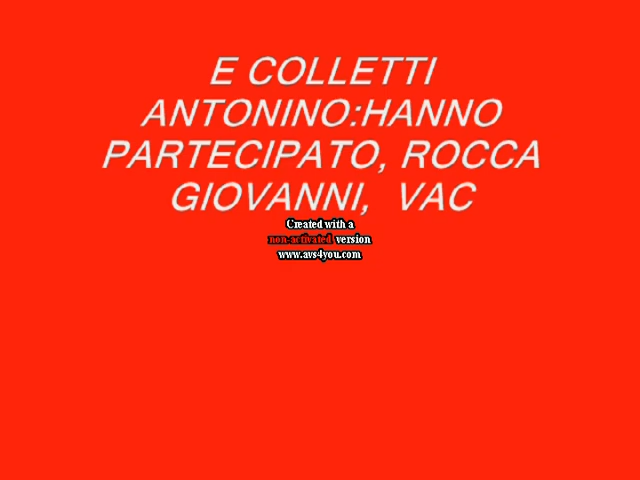 E COLLETTI
ANTONINO:HANNO
PARTECIPATO, ROCCA
GIOVANNI, VAC
Created with a
non-activated version
www.avs4you.com